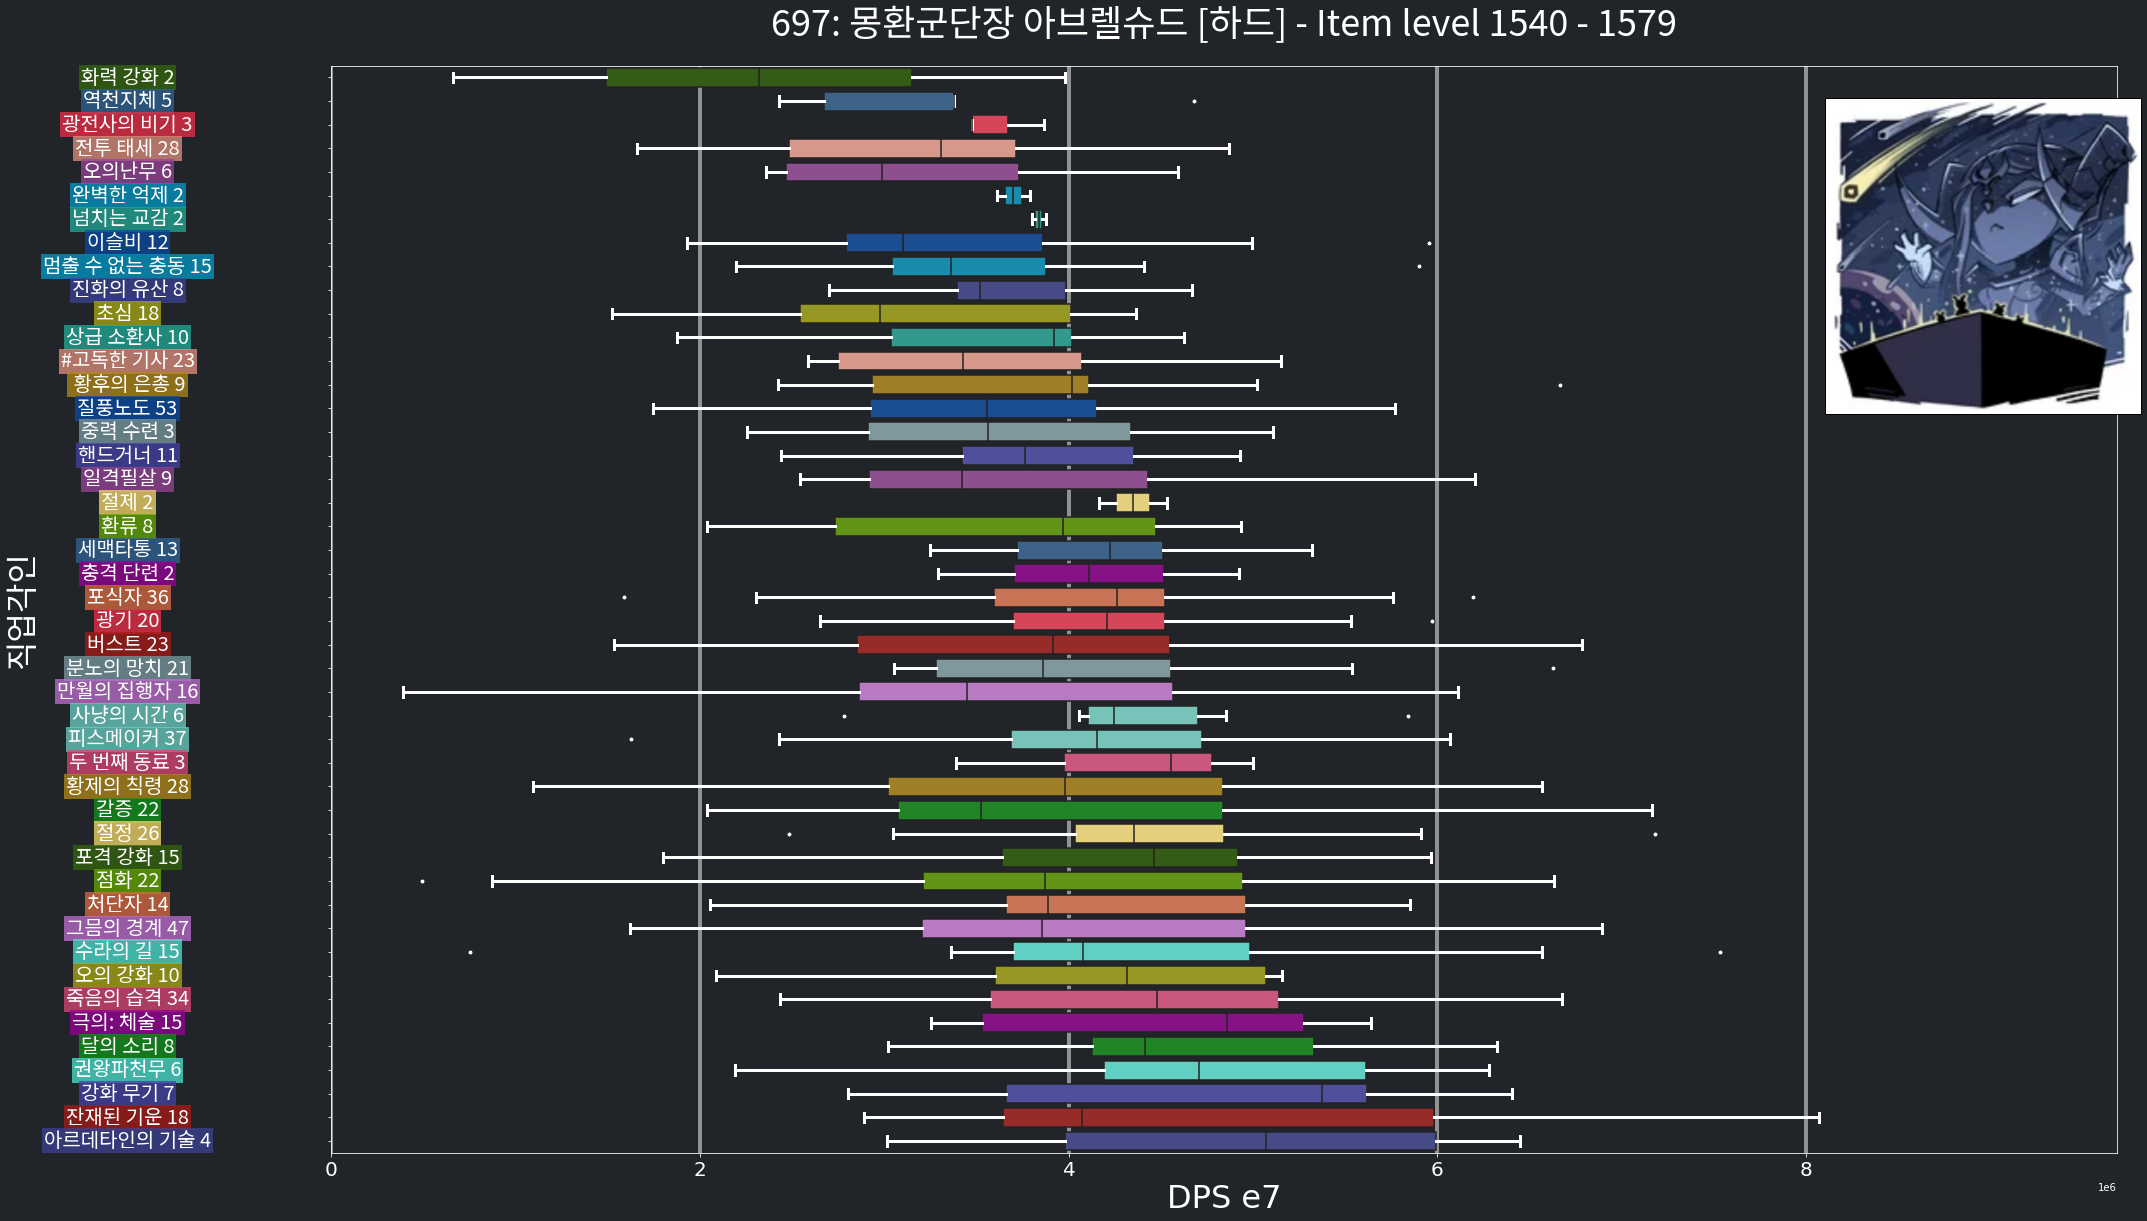 697: 몽환군단장 아브렐슈드 [하드] - Item level 1540 - 1579
화력 강화 2
역천지체 5
광전사의 비기 3
전투 태세 28
오의난무 6
완벽한 억제 2
넘치는 교감 2
이슬비 12
멈출 수 없는 충동 15
진화의 유산 8
초심 18
상급 소환사 10
#고독한 기사 23
황후의 은총 9
질풍노도 53
중력 수련 3
핸드거너 11
일격필살 9
절제 2
환류 8
세맥타통 13
충격 단련 2
포식자 36
광기 20
버스트 23
분노의 망치 21
만월의 집행자 16
사냥의 시간 6
피스메이커 37
두 번째 동료 3
황제의 칙령 28
갈증 22
절정 26
포격 강화 15
점화 22
처단자 14
그믐의 경계 47
수라의 길 15
오의 강화 10
죽음의 습격 34
극의: 체술 15
달의 소리 8
권왕파천무 6
강화 무기 7
잔재된 기운 18
아르데타인의 기술 4
직업각인
0 2 4 6 8
1e6
DPS e7